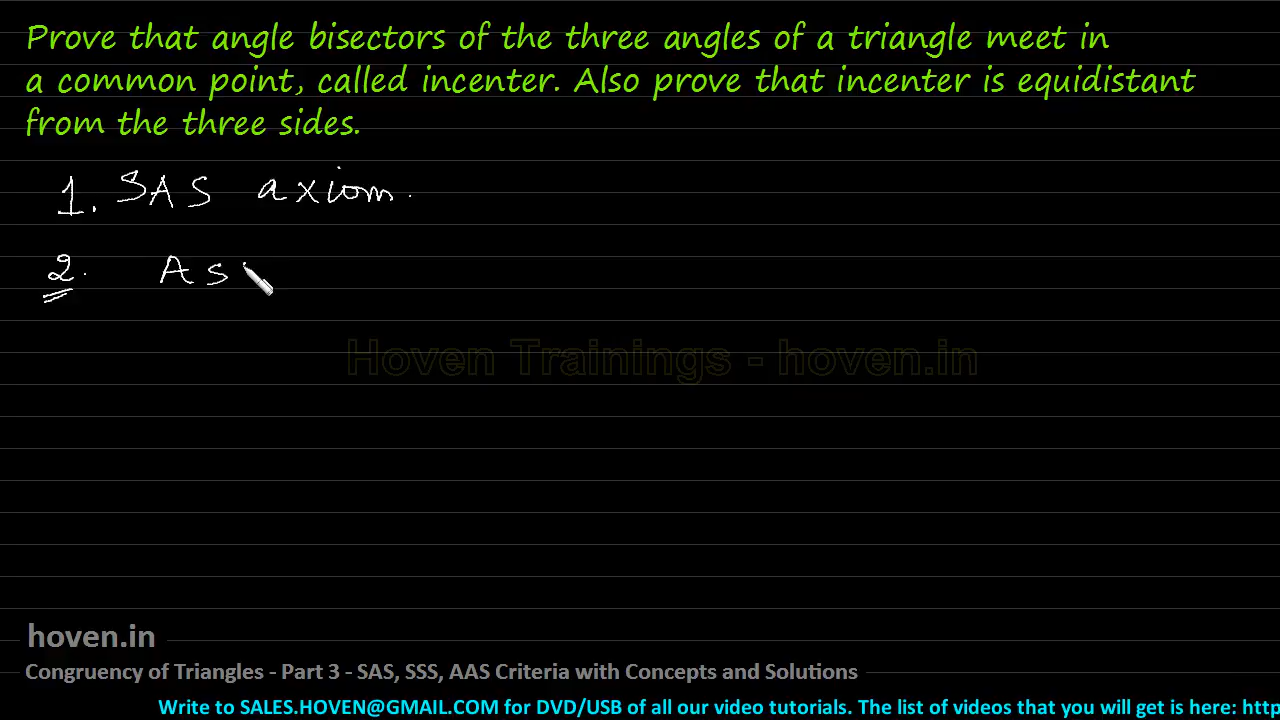 Prove that angle bisectors of the three angles of a triangle meet in
a common point, called incenter. Also prove that incenter is equidistant
from the three sides.
1. SAS axiom.
2. AS
Hoven Trainings - hoven.in
hoven.in
Congruency of Triangles - Part 3 - SAS, SSS, AAS Criteria with Concepts and Solutions
Write to SALES.HOVEN@GMAIL.COM for DVD/USB of all our video tutorials. The list of videos that you will get is here: http